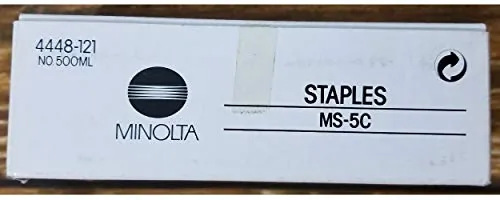 4448-121
NO. 500ML
MINOLTA
STAPLES
MS-5C